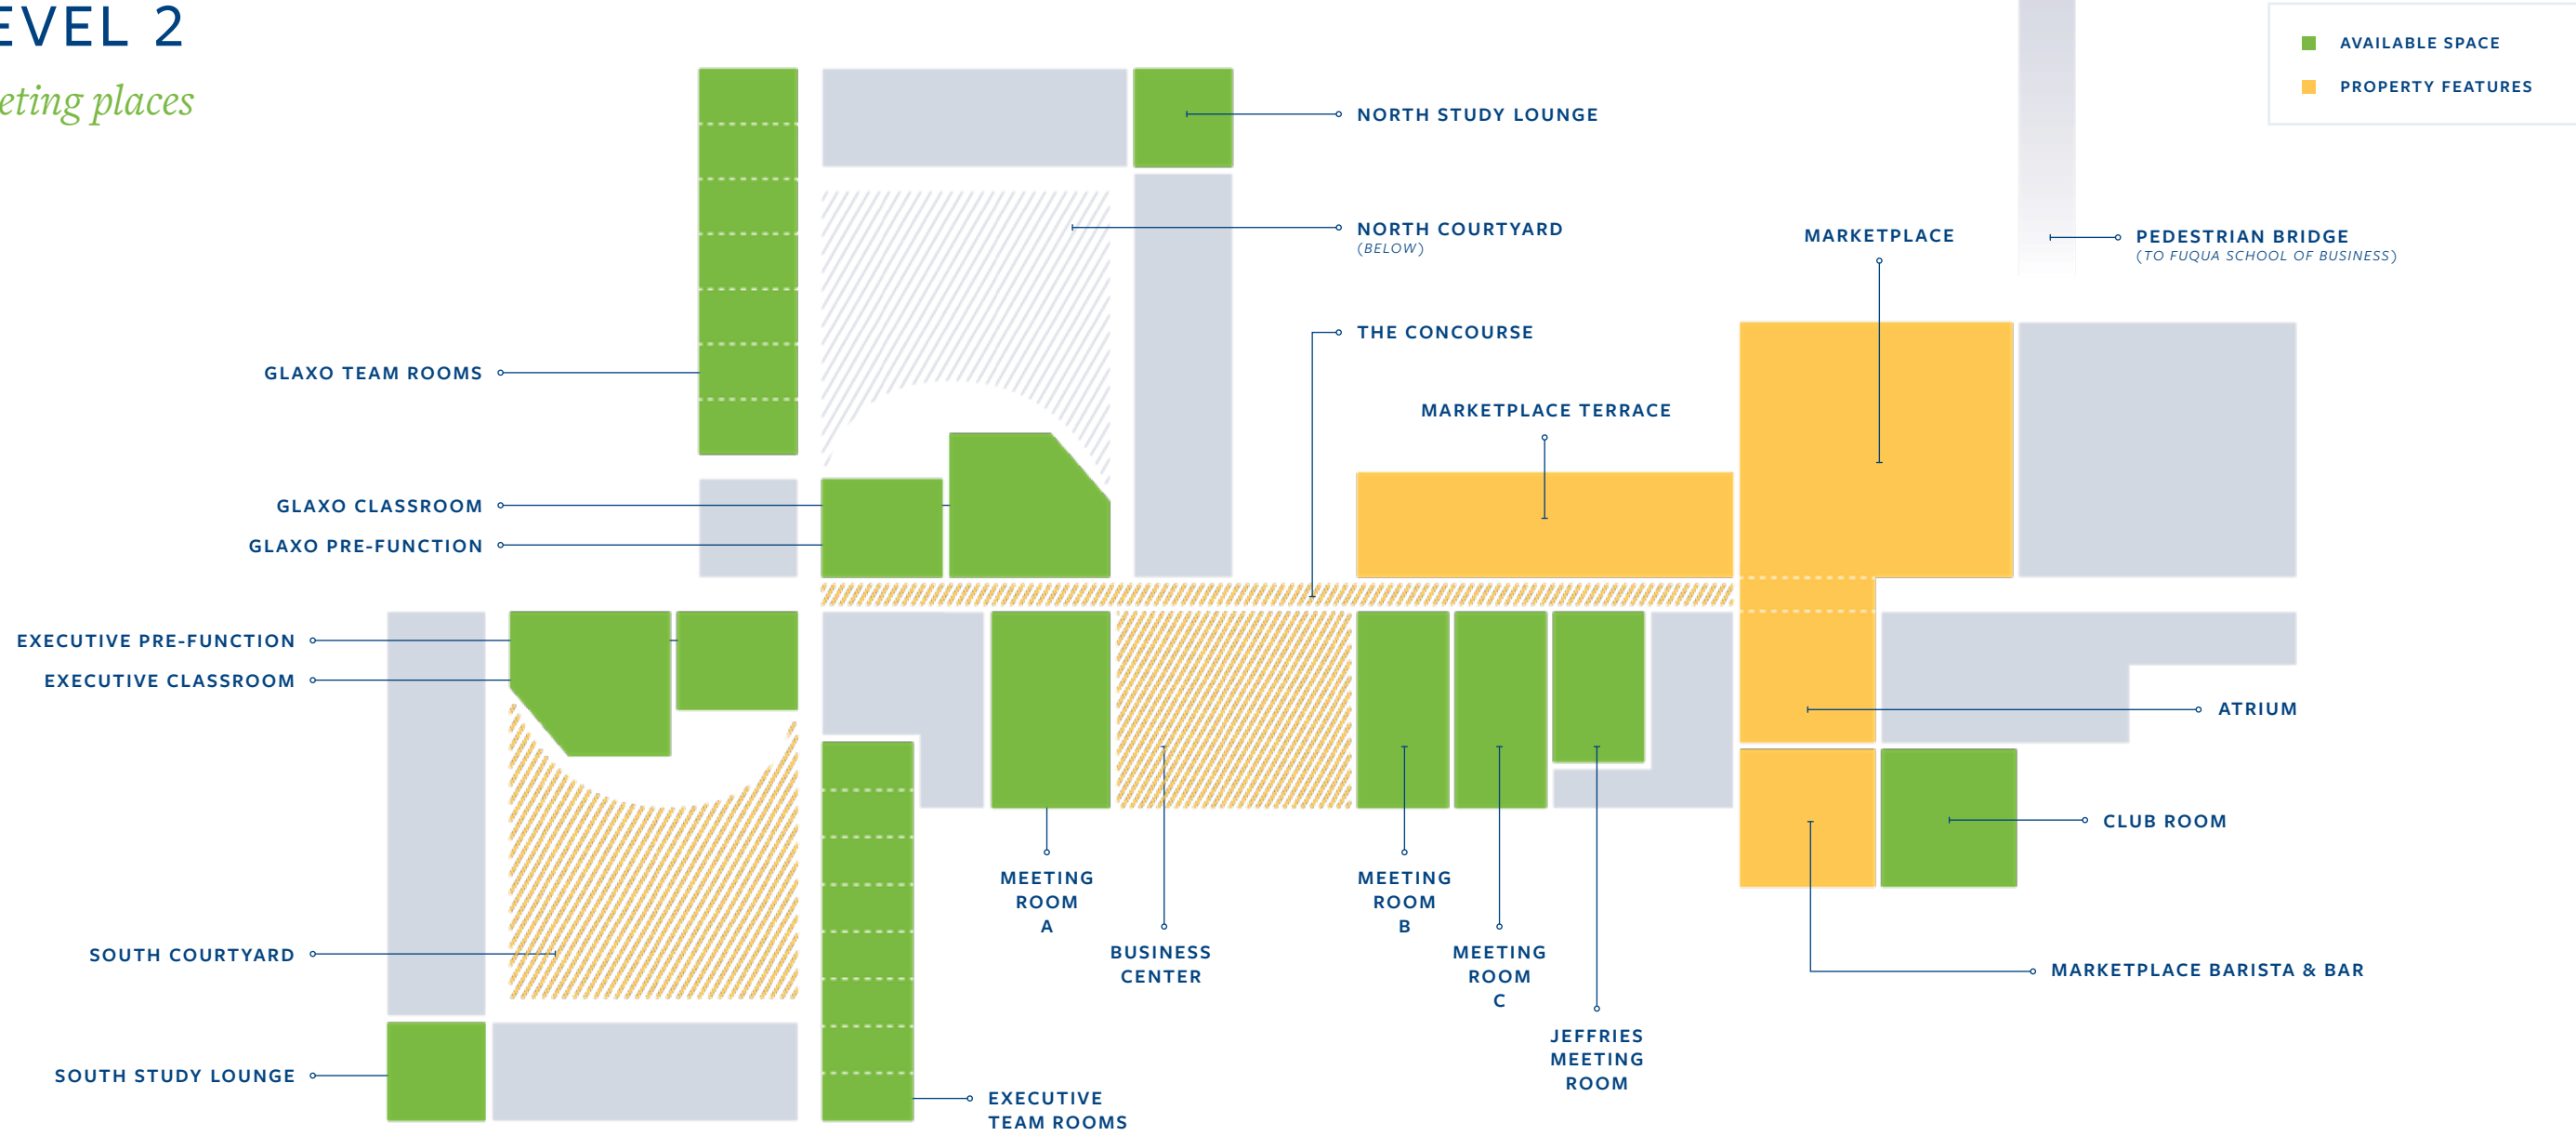 EVEL 2
eting places
AVAILABLE SPACE
PROPERTY FEATURES
NORTH STUDY LOUNGE
NORTH COURTYARD
(BELOW)
MARKETPLACE
PEDESTRIAN BRIDGE
(TO FUQUA SCHOOL OF BUSINESS)
THE CONCOURSE
GLAXO TEAM ROOMS
MARKETPLACE TERRACE
GLAXO CLASSROOM
GLAXO PRE-FUNCTION
EXECUTIVE PRE-FUNCTION
EXECUTIVE CLASSROOM
ATRIUM
CLUB ROOM
MEETING
ROOM
A
MEETING
ROOM
B
BUSINESS
CENTER
MEETING
ROOM
C
SOUTH COURTYARD
MARKETPLACE BARISTA & BAR
JEFFRIES
MEETING
ROOM
SOUTH STUDY LOUNGE
EXECUTIVE
TEAM ROOMS